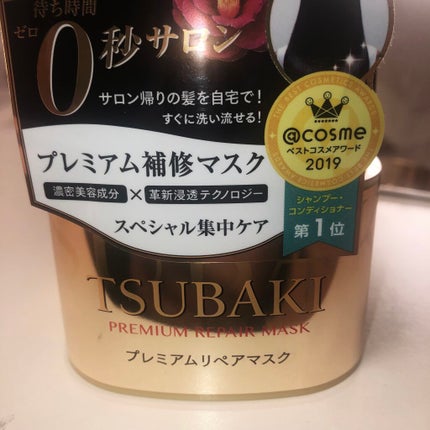 待ち時間
ゼロ
0秒サロン
サロン帰りの髪を自宅で!
すぐに洗い流せる!
プレミアム補修マスク
濃密美容成分 × 革新浸透テクノロジー
スペシャル集中ケア
THE BEST COSMETICS AWARD
@cosme
ベストコスメアワード
2019
シャンプー・
コンディショナー
第1位
TSUBAKI
PREMIUM REPAIR MASK
プレミアムリペアマスク